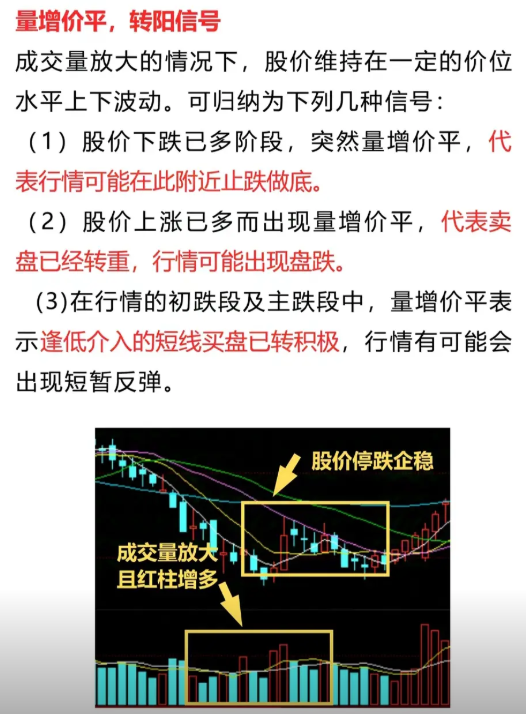 量增价平，转阳信号
成交量放大的情况下，股价维持在一定的价位
水平上下波动。可归纳为下列几种信号：
（1）股价下跌已多阶段，突然量增价平，代
表行情可能在此附近止跌做底。
（2）股价上涨已多而出现量增价平，代表卖
盘已经转重，行情可能出现盘跌。
(3)在行情的初跌段及主跌段中，量增价平表
示逢低介入的短线买盘已转积极，行情有可能会
出现短暂反弹。
股价停跌企稳
成交量放大
且红柱增多